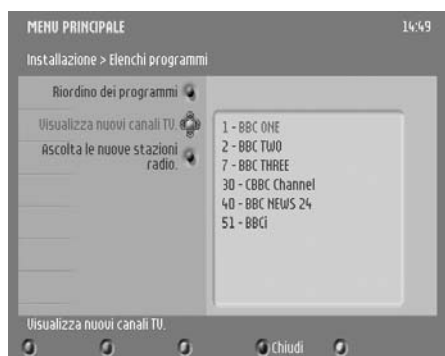 MENU PRINCIPALE 14:49
Installazione > Elenchi programmi
Riordino dei programmi
Visualizza nuovi canali TV.
Ascolta le nuove stazioni
radio.
1 - BBC ONE
2 - BBC TWO
7 - BBC THREE
30 - CBBC Channel
40 - BBC NEWS 24
51 - BBCi
Visualizza nuovi canali TV.
Chiudi